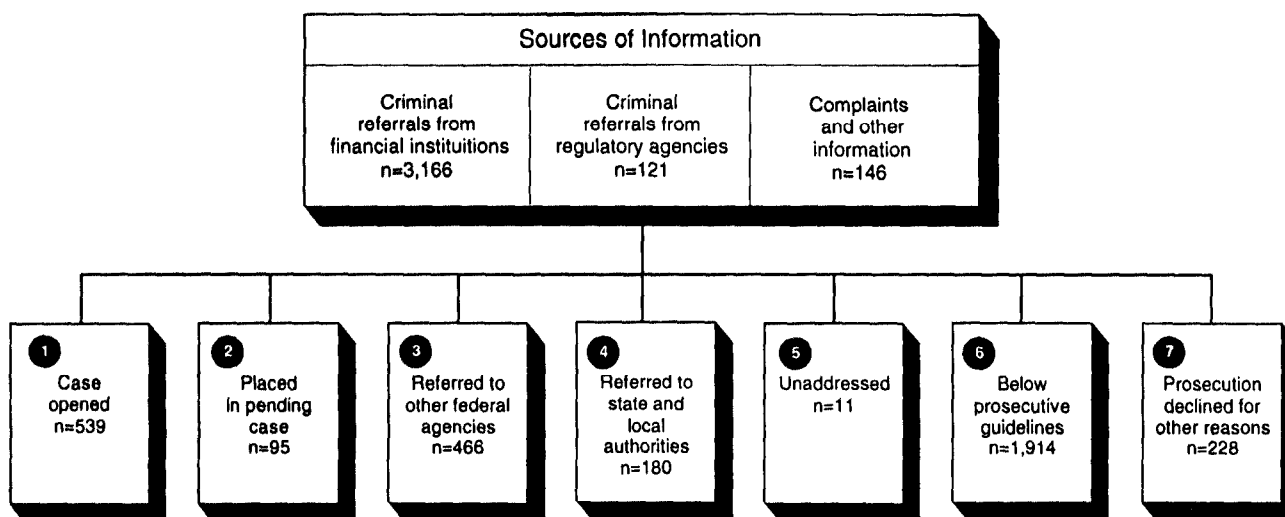 Sources of Information
Criminal
referrals from
financial instituitions
n=3,166
Criminal
referrals from
regulatory agencies
n=121
Complaints
and other
information
n=146
1
Case
opened
n=539
2
Placed
in pending
case
n=95
3
Referred to
other federal
agencies
n=466
4
Referred to
state and
local
authorities
n=180
5
Unaddressed
n=11
6
Below
prosecutive
guidelines
n=1,914
7
Prosecution
declined for
other reasons
n=228